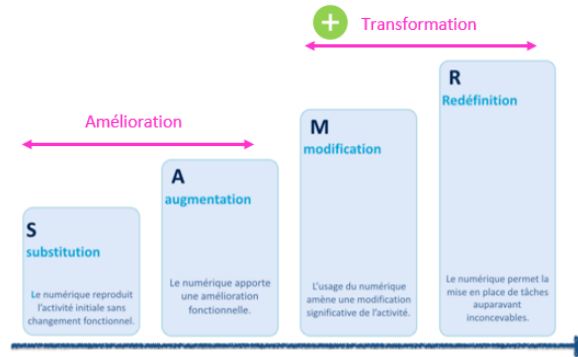 Transformation
Amélioration
S
substitution
Le numérique reproduit
l'activité initiale sans
changement fonctionnel.
A
augmentation
Le numérique apporte
une amélioration
fonctionnelle.
M
modification
L'usage du numérique
amène une modification
significative de l'activité.
R
Redéfinition
Le numérique permet la
mise en place de tâches
auparavant
inconcevables.